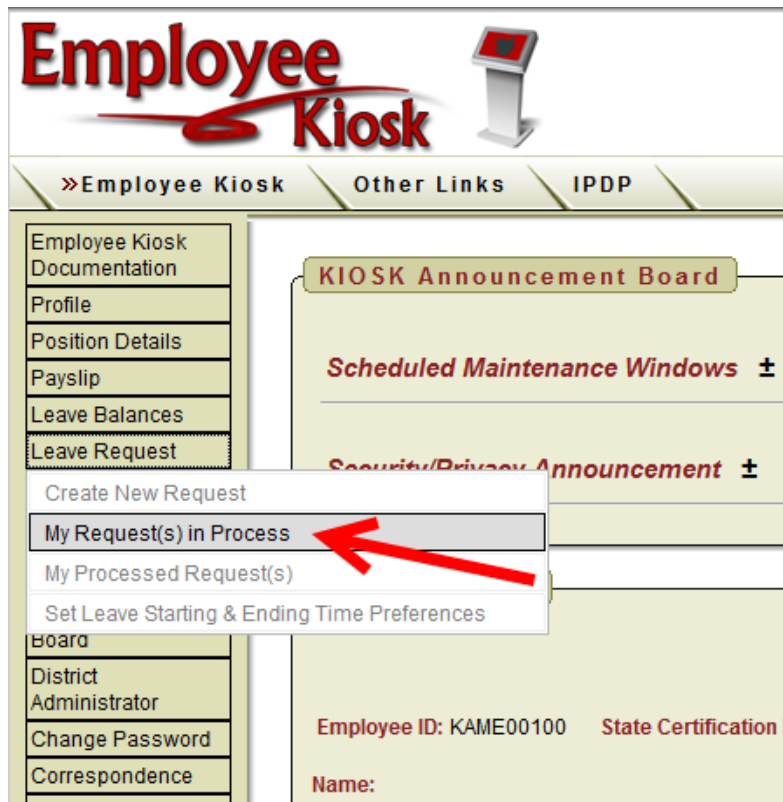 Employee
Kiosk
»Employee Kiosk
Other Links
IPDP
Employee Kiosk
Documentation
Profile
Position Details
Payslip
Leave Balances
Leave Request
Create New Request
My Request(s) in Process
My Processed Request(s)
Set Leave Starting & Ending Time Preferences
Board
District
Administrator
Change Password
Correspondence
KIOSK Announcement Board
Scheduled Maintenance Windows ±
Security/Privacy Announcement ±
Employee ID: KAME00100 State Certification
Name: